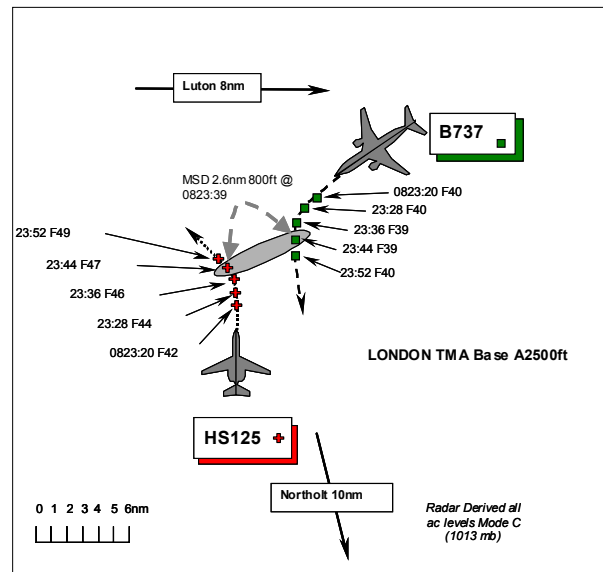 Luton 8nm
B737
MSD 2.6nm 800ft @
0823:39
0823:20 F40
23:28 F40
23:36 F39
23:44 F39
23:52 F40
23:52 F49
23:44 F47
23:36 F46
23:28 F44
0823:20 F42
LONDON TMA Base A2500ft
HS125
Northolt 10nm
0 1 2 3 4 5 6nm
Radar Derived all
ac levels Mode C
(1013 mb)